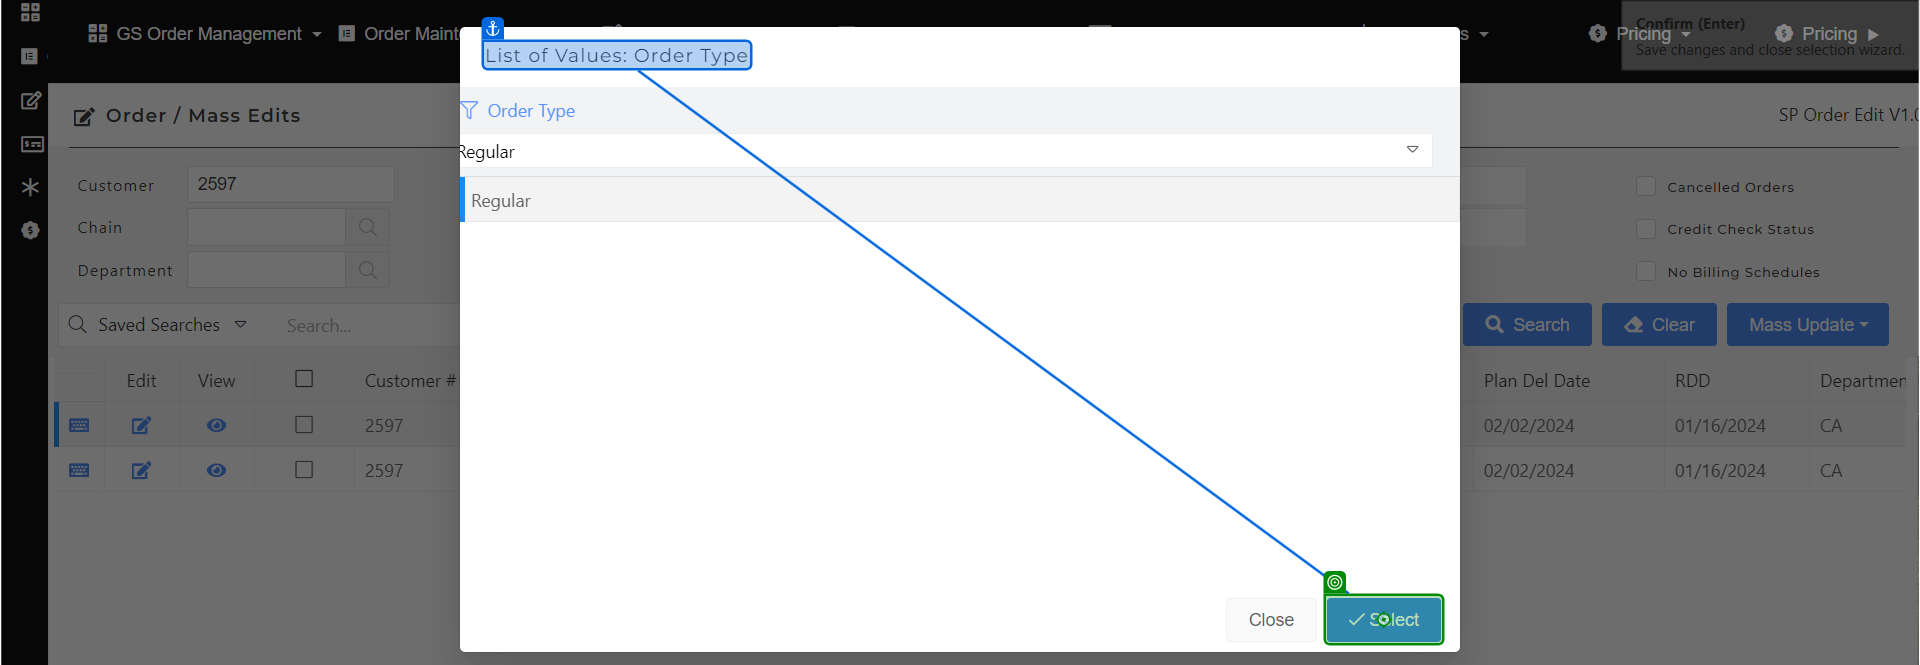 GS Order Management
Order Maint
s
Pricing
Pricing
Confirm (Enter)
Save changes and close selection wizard.
List of Values: Order Type
Order / Mass Edits
Order Type
SP Order Edit V1.0
Regular
Customer
2597
Cancelled Orders
Regular
Chain
Credit Check Status
Department
No Billing Schedules
Saved Searches
Search...
Search
Clear
Mass Update
Edit
View
Customer #
Plan Del Date
RDD
Departmen
2597
02/02/2024
01/16/2024
CA
2597
02/02/2024
01/16/2024
CA
Close
Select